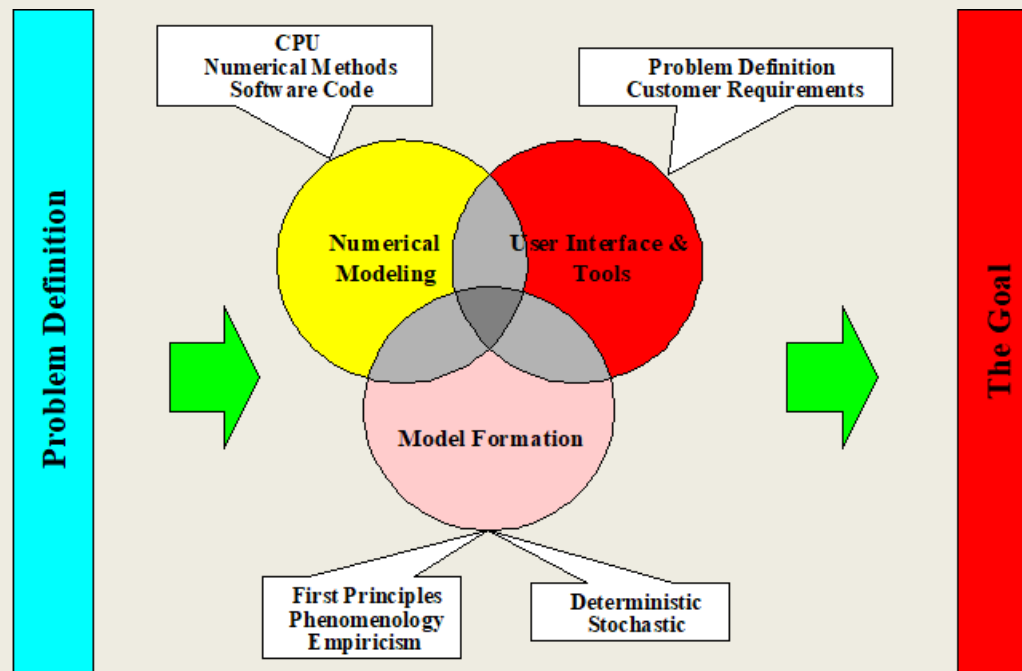 Problem Definition
CPU
Numerical Methods
Software Code
Problem Definition
Customer Requirements
Numerical
Modeling
User Interface &
Tools
Model Formation
First Principles
Phenomenology
Empiricism
Deterministic
Stochastic
The Goal